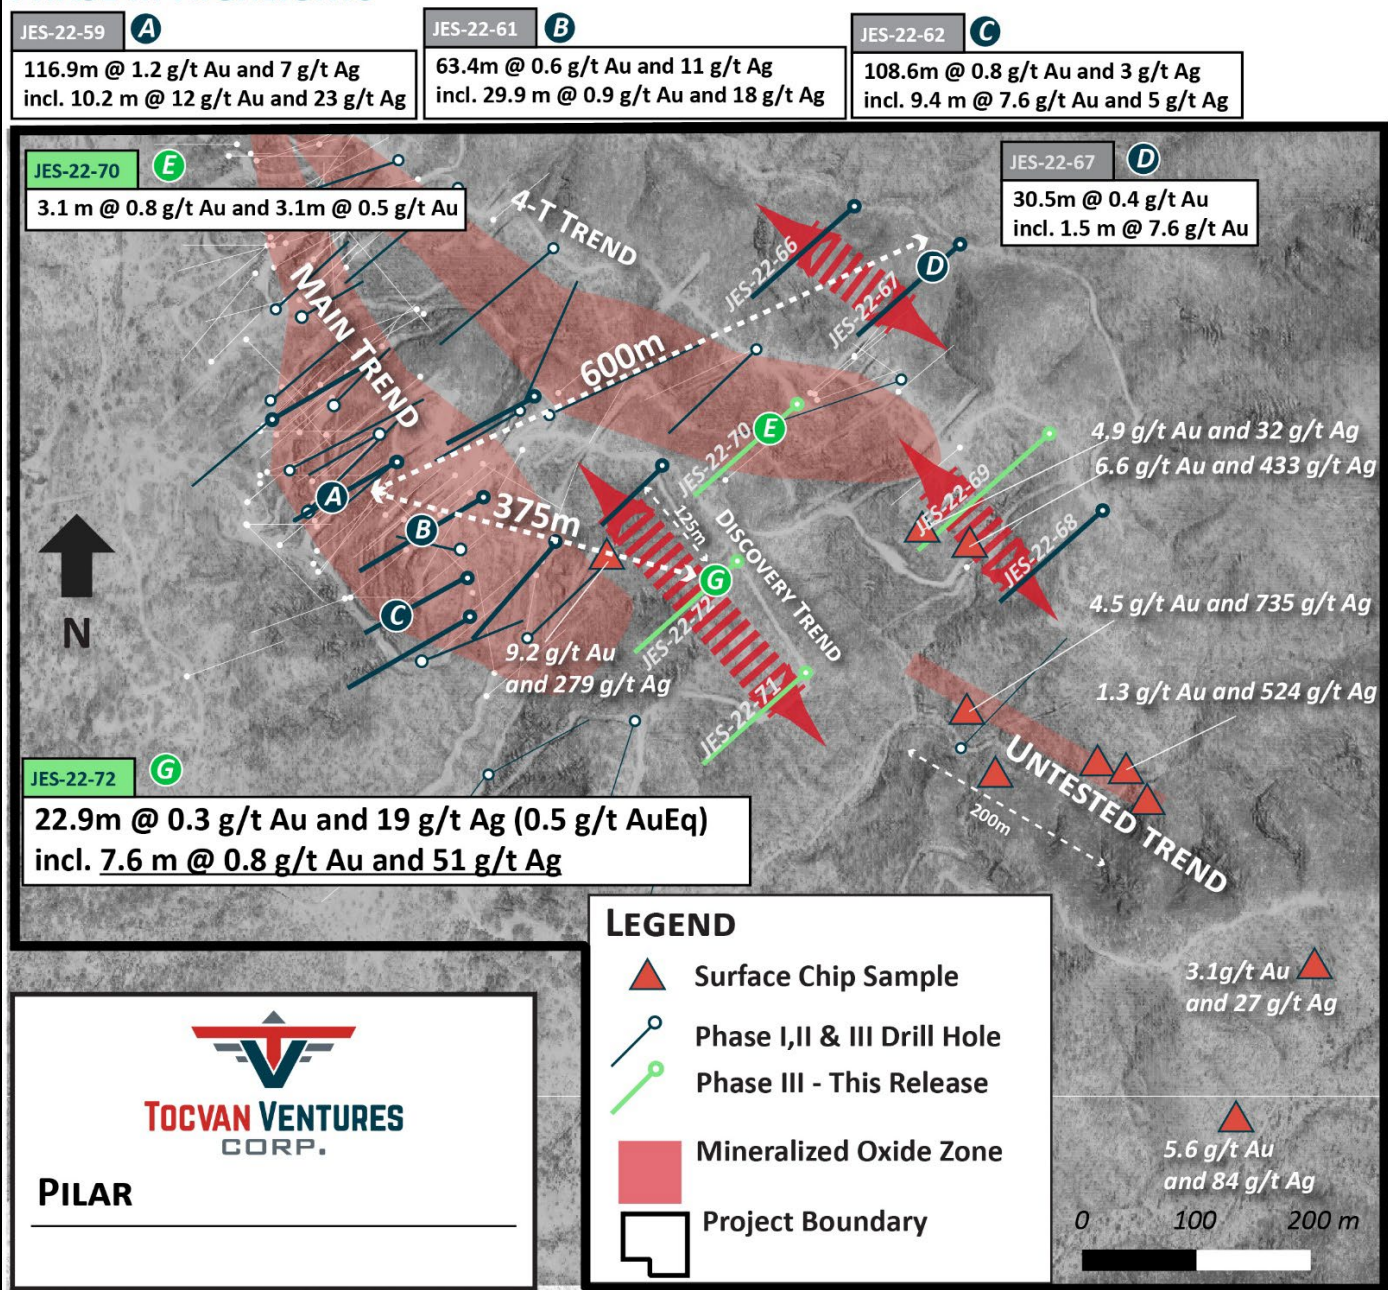 JES-22-59 A
116.9m @ 1.2 g/t Au and 7 g/t Ag
incl. 10.2 m @ 12 g/t Au and 23 g/t Ag
JES-22-61 B
63.4m @ 0.6 g/t Au and 11 g/t Ag
incl. 29.9 m @ 0.9 g/t Au and 18 g/t Ag
JES-22-62 C
108.6m @ 0.8 g/t Au and 3 g/t Ag
incl. 9.4 m @ 7.6 g/t Au and 5 g/t Ag
JES-22-70 E
3.1 m @ 0.8 g/t Au and 3.1m @ 0.5 g/t Au
JES-22-67 D
30.5m @ 0.4 g/t Au
incl. 1.5 m @ 7.6 g/t Au
4-T TREND
MAIN TREND
JES-22-66
D
JES-22-67
600m
E
JES-22-70
4.9 g/t Au and 32 g/t Ag
6.6 g/t Au and 433 g/t Ag
JES-22-69
A
B
375m
125m
DISCOVERY TREND
JES-22-68
G
C
JES-22-72
4.5 g/t Au and 735 g/t Ag
9.2 g/t Au
and 279 g/t Ag
1.3 g/t Au and 524 g/t Ag
JES-22-71
UNTESTED TREND
200m
N
JES-22-72 G
22.9m @ 0.3 g/t Au and 19 g/t Ag (0.5 g/t AuEq)
incl. 7.6 m @ 0.8 g/t Au and 51 g/t Ag
LEGEND
Surface Chip Sample
Phase I,II & III Drill Hole
Phase III - This Release
Mineralized Oxide Zone
Project Boundary
3.1g/t Au
and 27 g/t Ag
5.6 g/t Au
and 84 g/t Ag
0 100 200 m
TOCVAN VENTURES
CORP.
PILAR